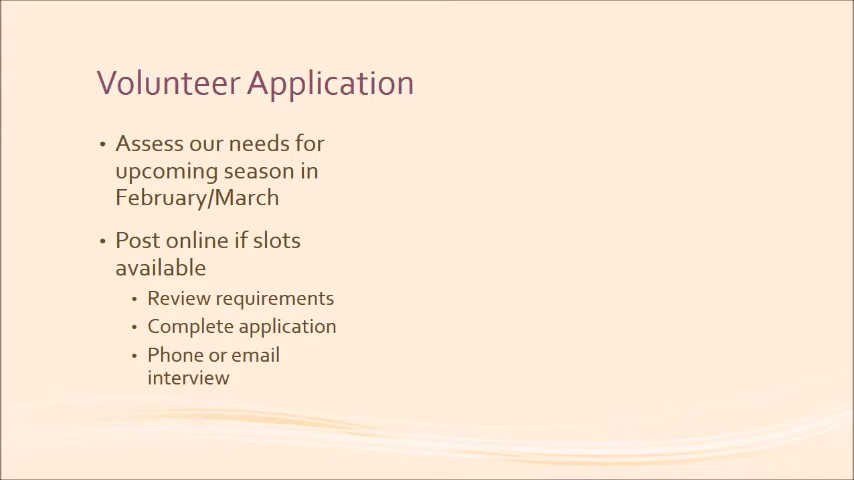 Volunteer Application
• Assess our needs for
upcoming season in
February/March
• Post online if slots
available
• Review requirements
• Complete application
• Phone or email
interview